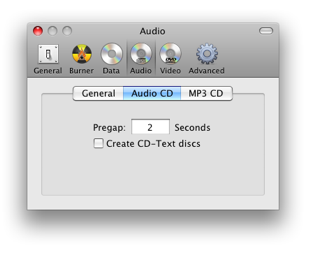 Audio
General Burner Data Audio Video Advanced
General Audio CD MP3 CD
Pregap: 2 Seconds
Create CD-Text discs